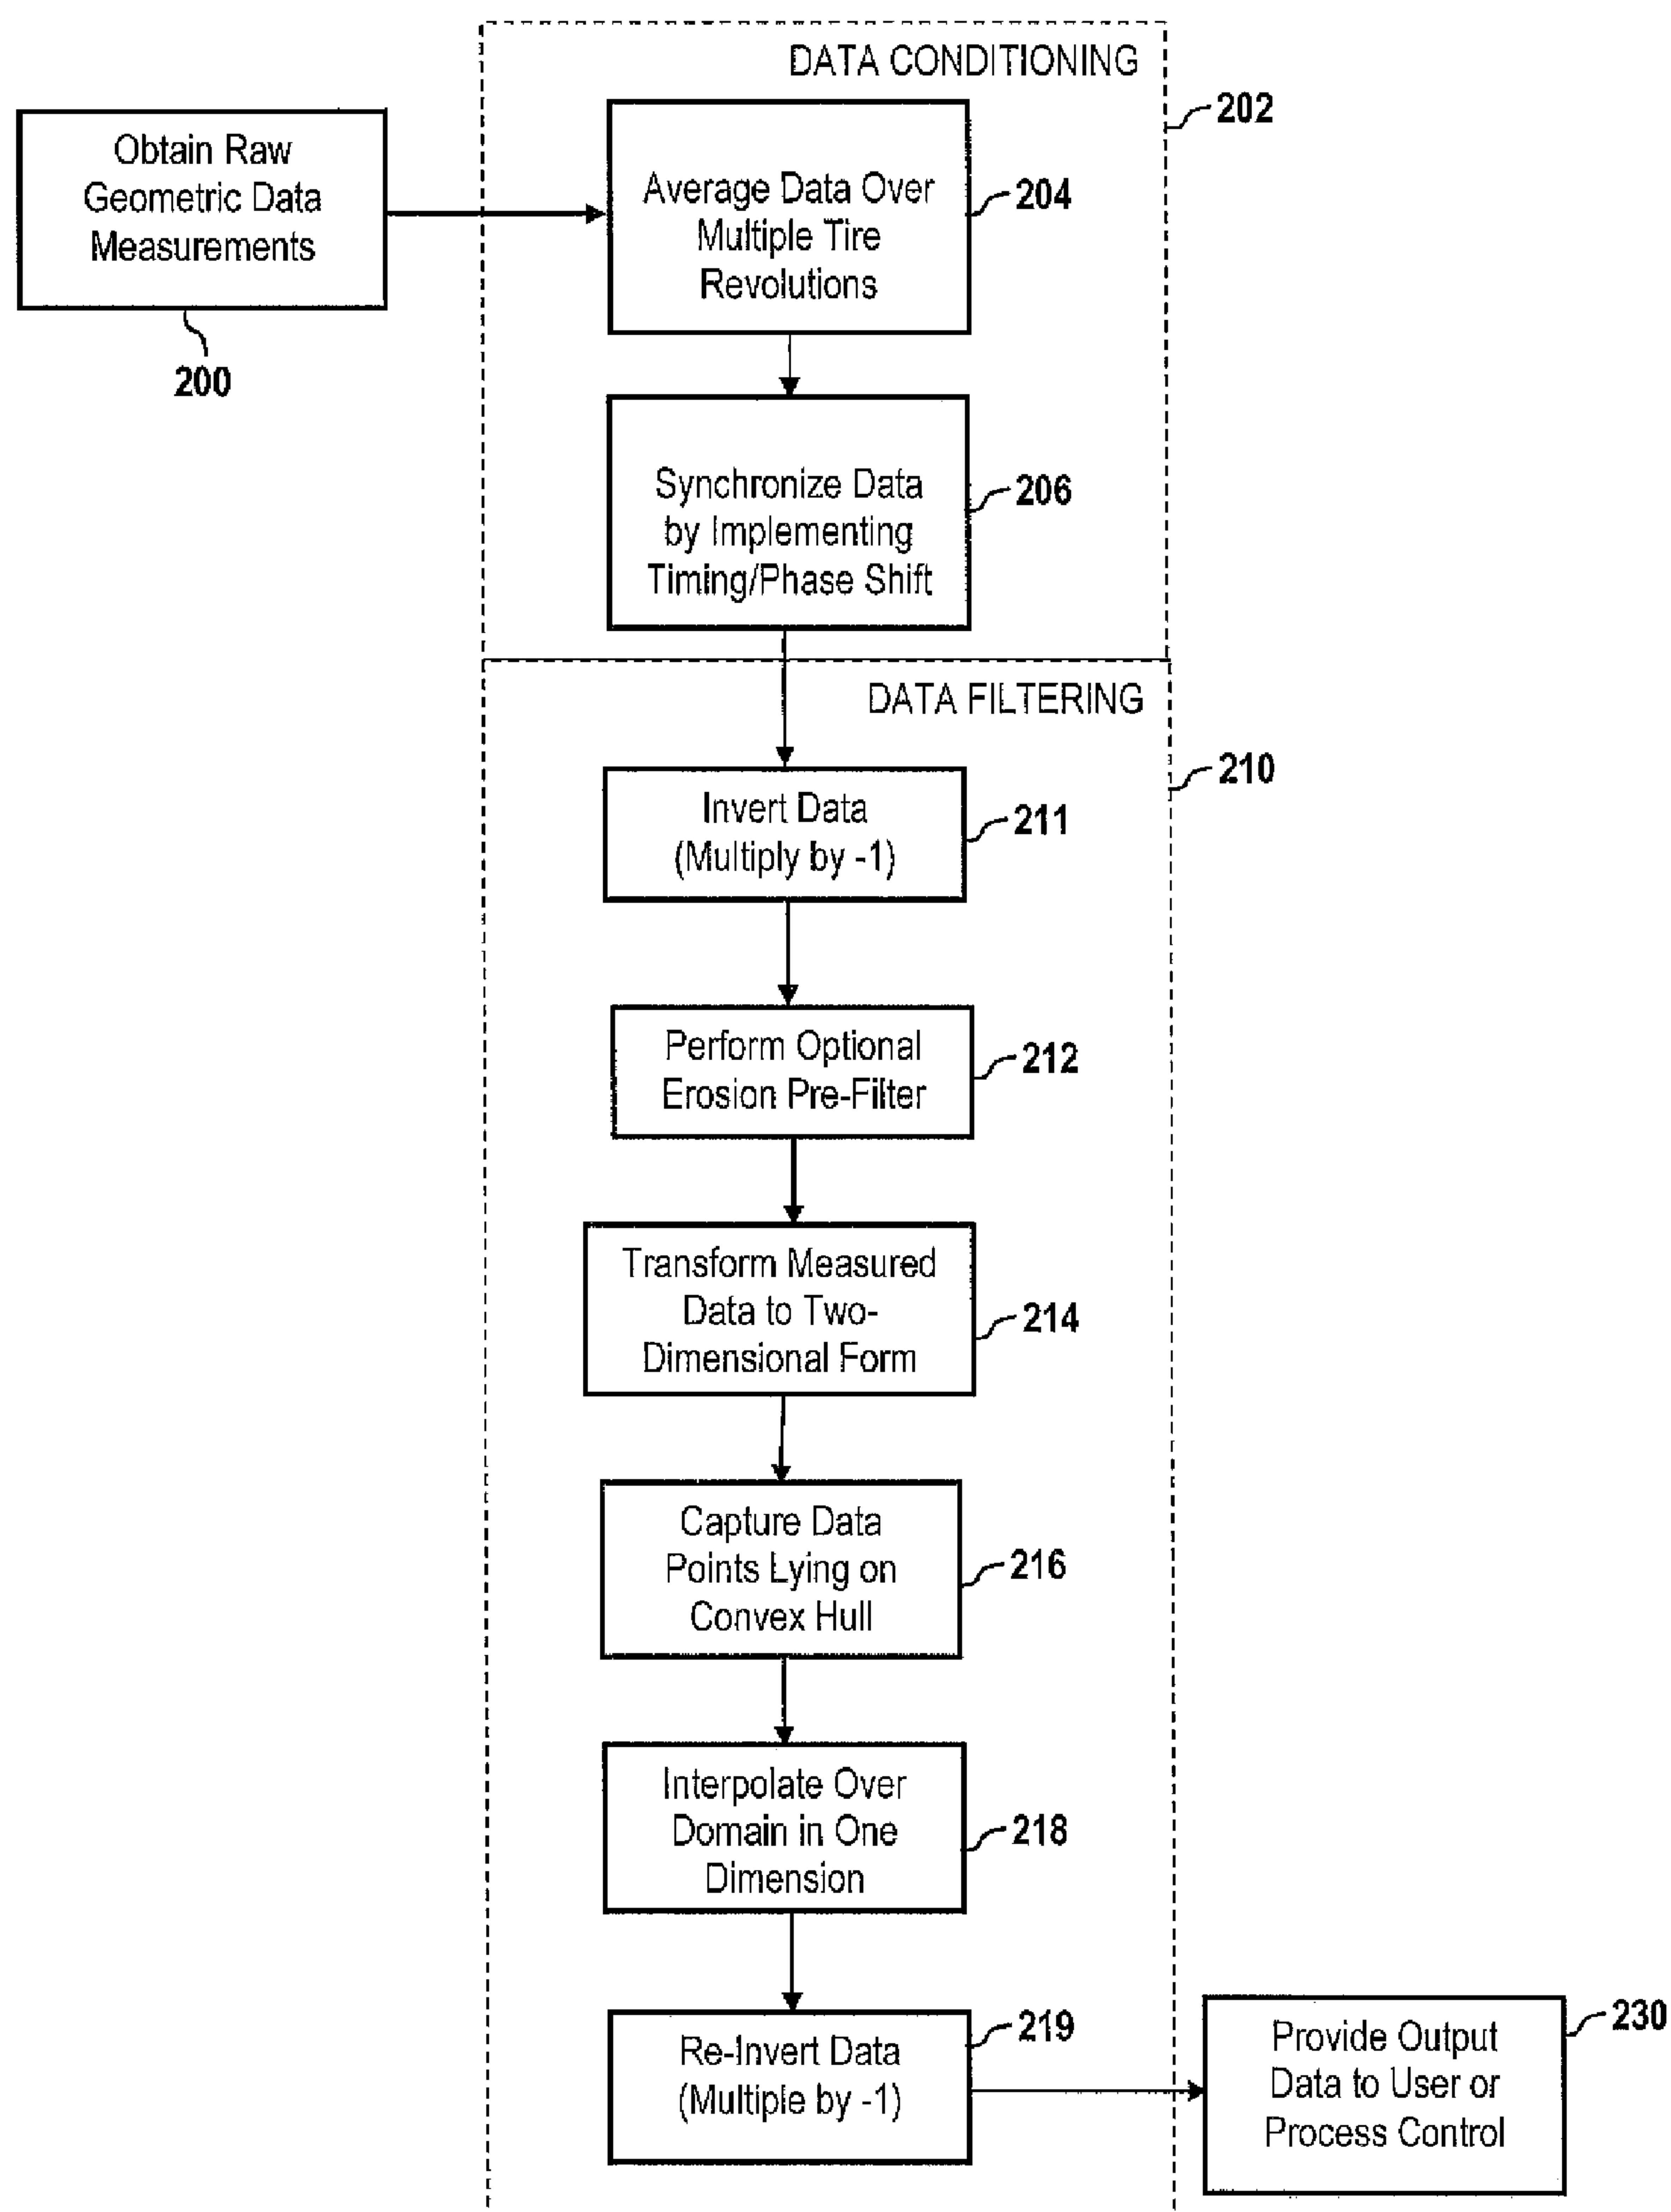 DATA CONDITIONING
202
Obtain Raw
Geometric Data
Measurements
200
Average Data Over
Multiple Tire
Revolutions
204
Synchronize Data
by Implementing
Timing/Phase Shift
206
DATA FILTERING
210
Invert Data
(Multiply by -1)
211
Perform Optional
Erosion Pre-Filter
212
Transform Measured
Data to Two-
Dimensional Form
214
Capture Data
Points Lying on
Convex Hull
216
Interpolate Over
Domain in One
Dimension
218
Re-Invert Data
(Multiple by -1)
219
Provide Output
Data to User or
Process Control
230